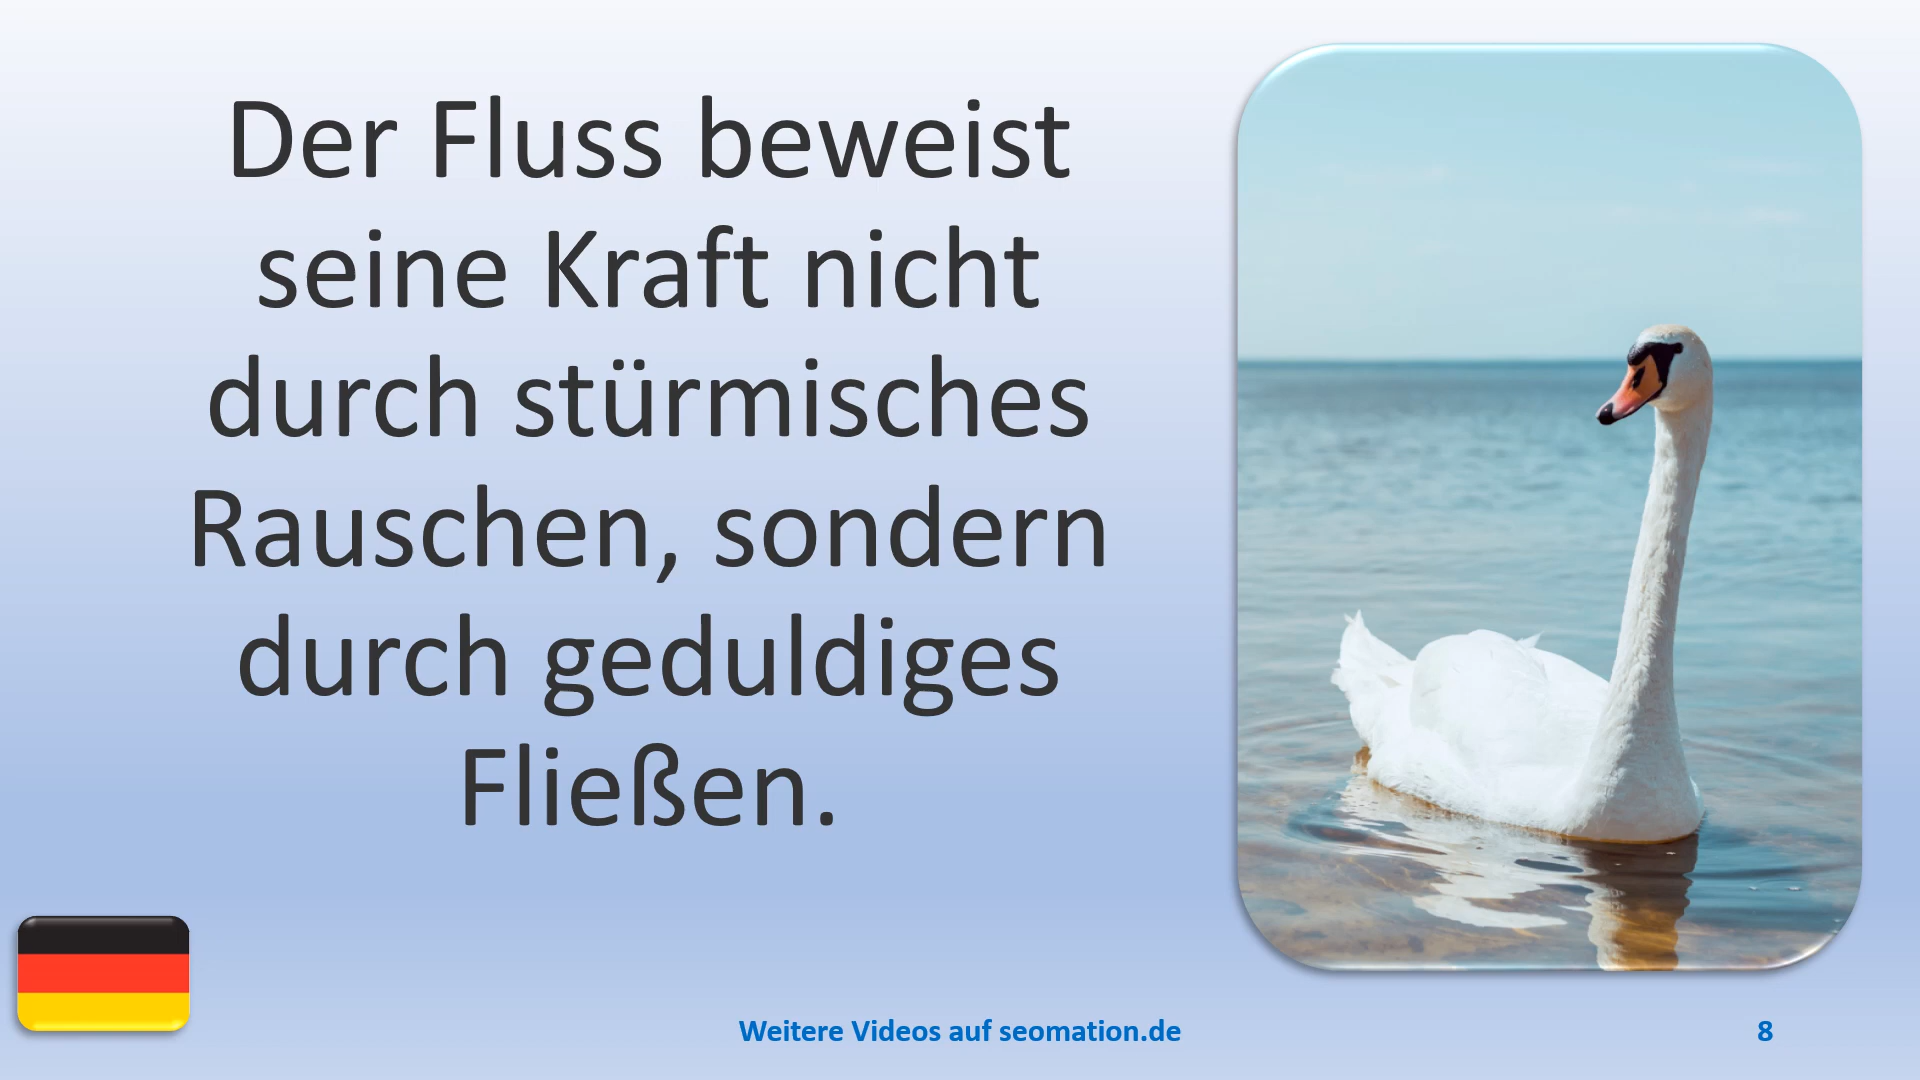 Der Fluss beweist
seine Kraft nicht
durch stürmisches
Rauschen, sondern
durch geduldiges
Fließen.
Weitere Videos auf seomation.de
8